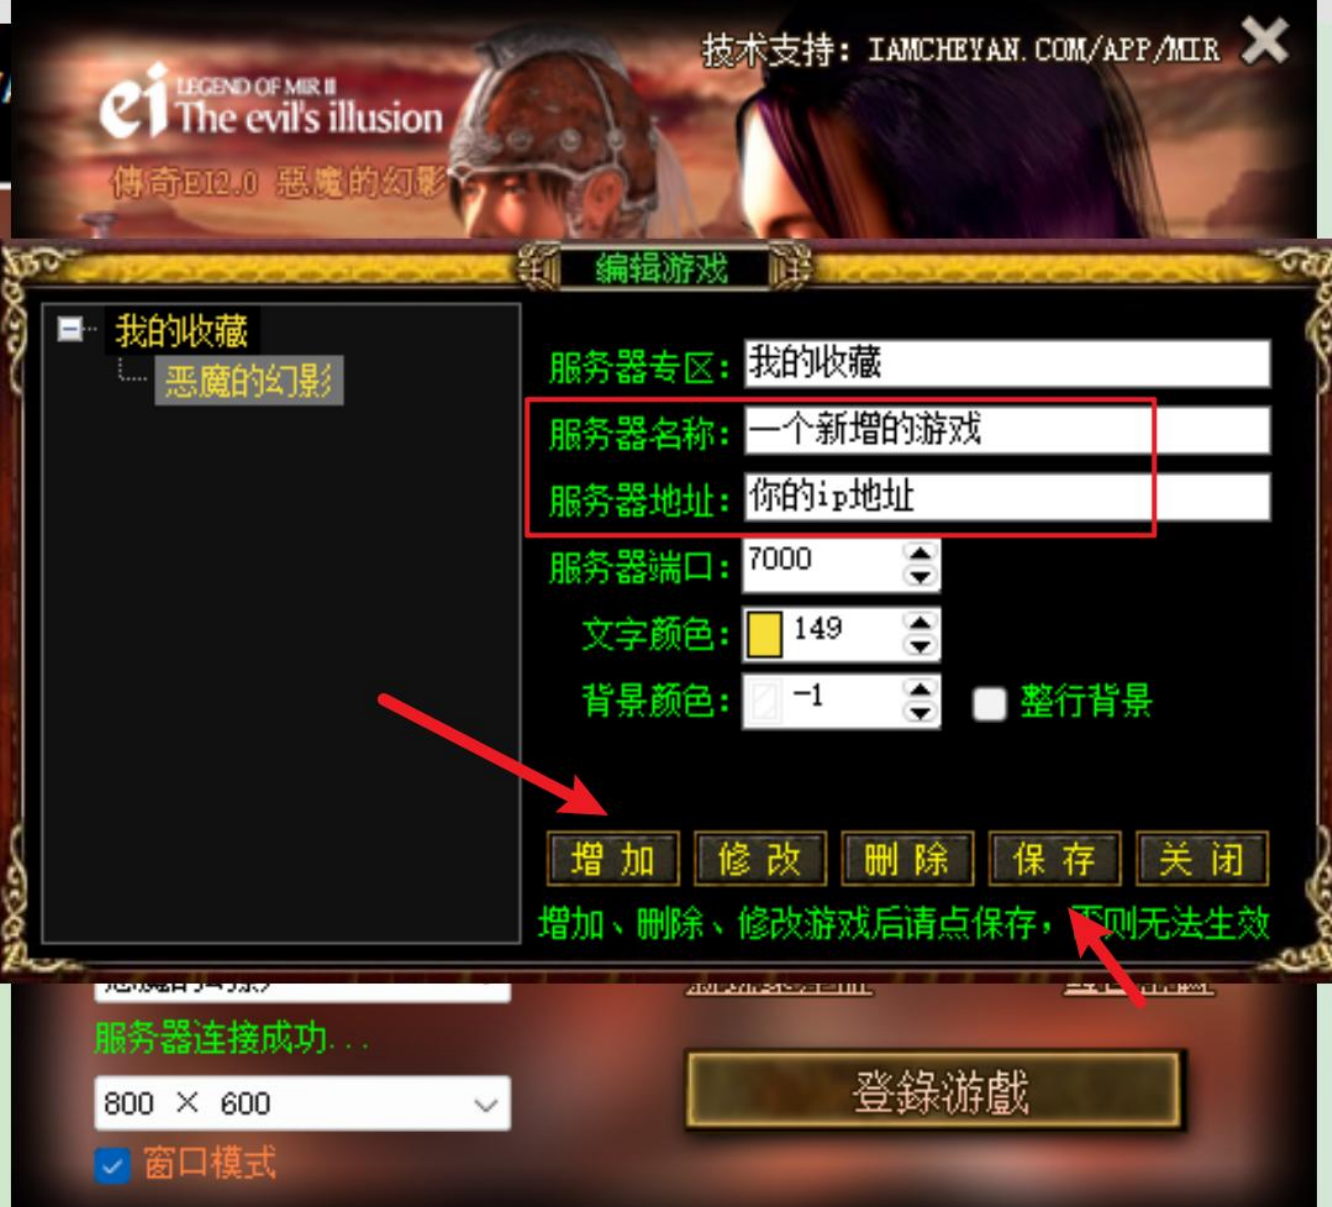 技术支持：IAMCHEYAN.COM/APP/MIR
ei LEGEND OF MIR II
The evil's illusion
傳奇EI2.0 惡魔的幻影
编辑游戏
我的收藏
恶魔的幻影
服务器专区：我的收藏
服务器名称：一个新增的游戏
服务器地址：你的ip地址
服务器端口：7000
文字颜色：149
背景颜色：-1 整行背景
增加 修改 删除 保存 关闭
增加、删除、修改游戏后请点保存，否则无法生效
恶魔的幻影
服务器连接成功...
登錄游戲
800 × 600
窗口模式